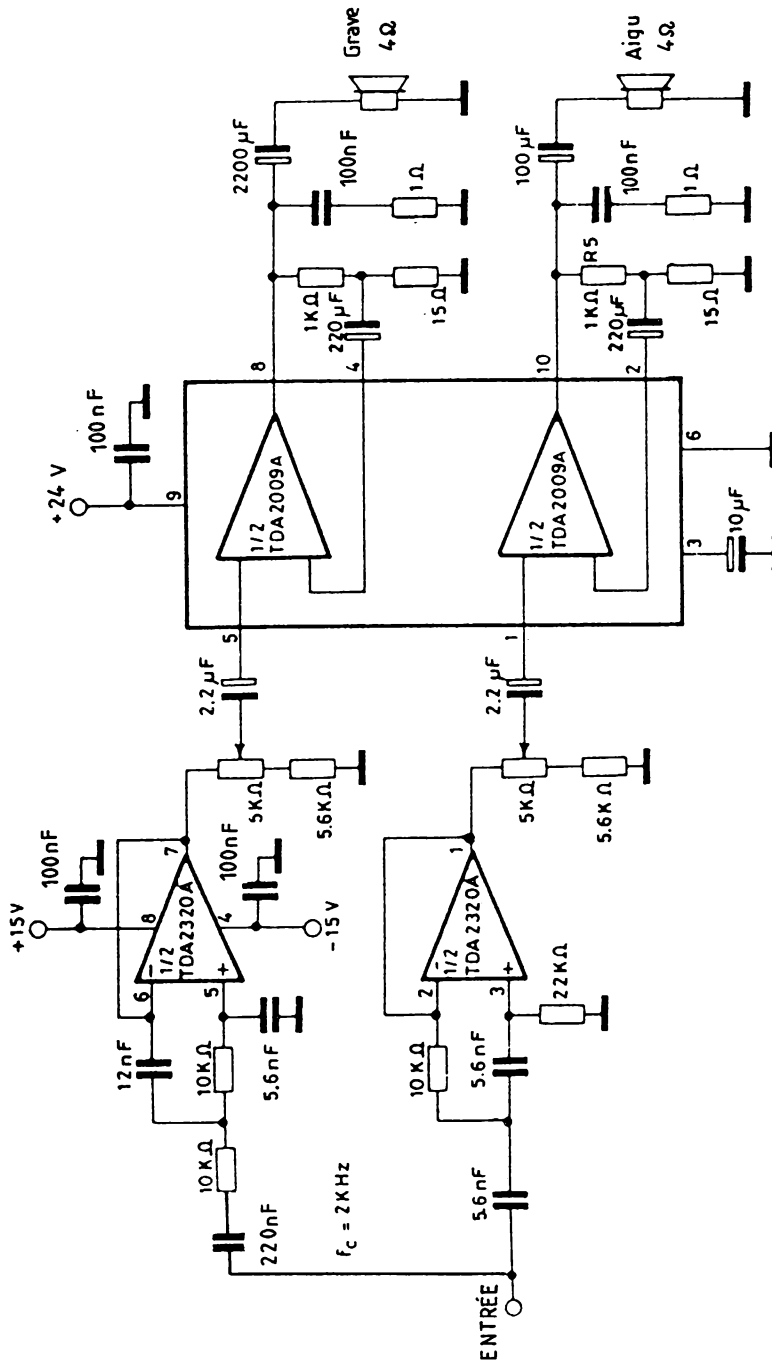 ENTRÉE
220nF
10KΩ
12nF
10KΩ
5.6nF
+15V
100nF
8
6
5
7
4
-
+
1/2
TDA2320A
100nF
-15V
5KΩ
5.6KΩ
2.2µF
fc = 2KHz
5.6nF
10KΩ
5.6nF
22KΩ
2
3
1
-
+
1/2
TDA2320A
5KΩ
5.6KΩ
2.2µF
+24V
100nF
9
5
1/2
TDA2009A
8
4
1KΩ
220µF
15Ω
100nF
1Ω
2200µF
Grave
4Ω
1
1/2
TDA2009A
10
2
3
10µF
6
1KΩ
R5
220µF
15Ω
100nF
1Ω
100µF
Aigu
4Ω